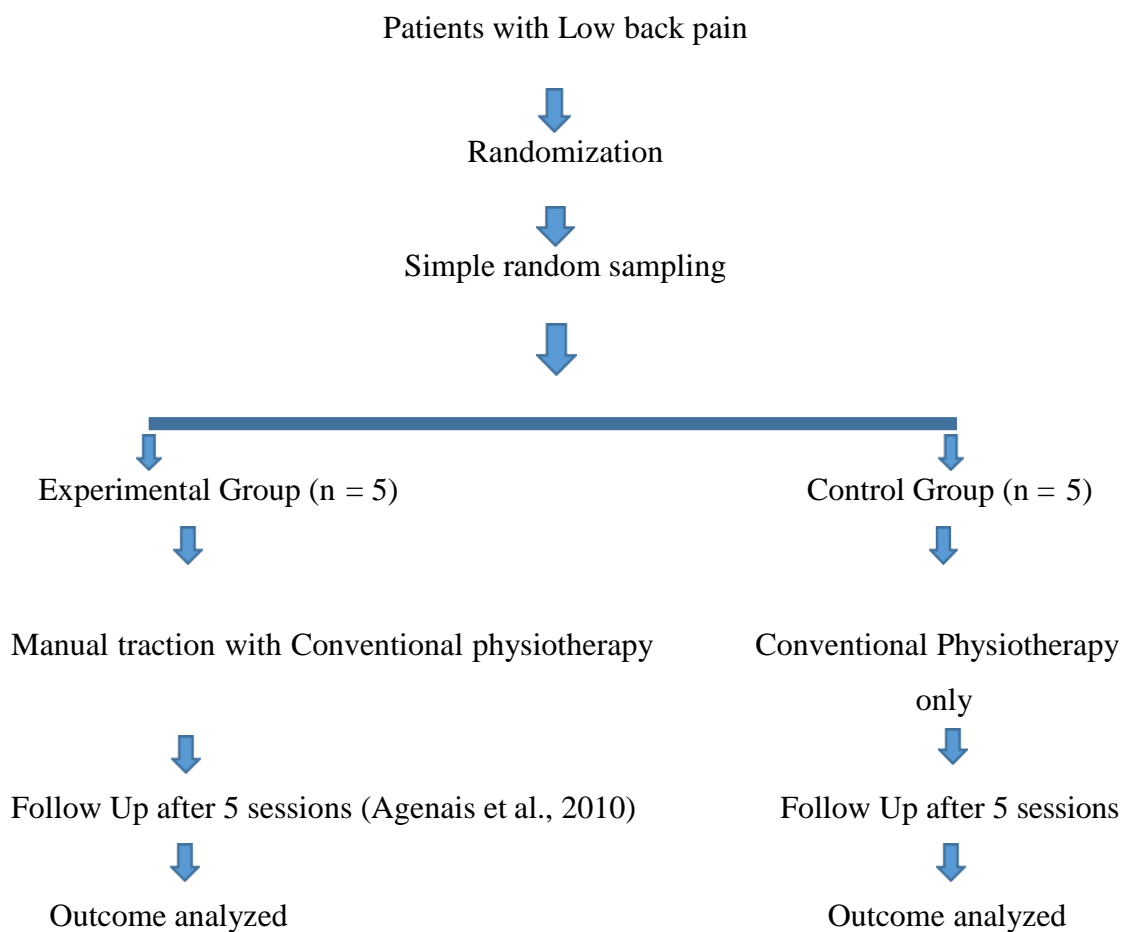 Patients with Low back pain
Randomization
Simple random sampling
Experimental Group (n = 5)
Control Group (n = 5)
Manual traction with Conventional physiotherapy
Conventional Physiotherapy
only
Follow Up after 5 sessions (Agenais et al., 2010)
Follow Up after 5 sessions
Outcome analyzed
Outcome analyzed